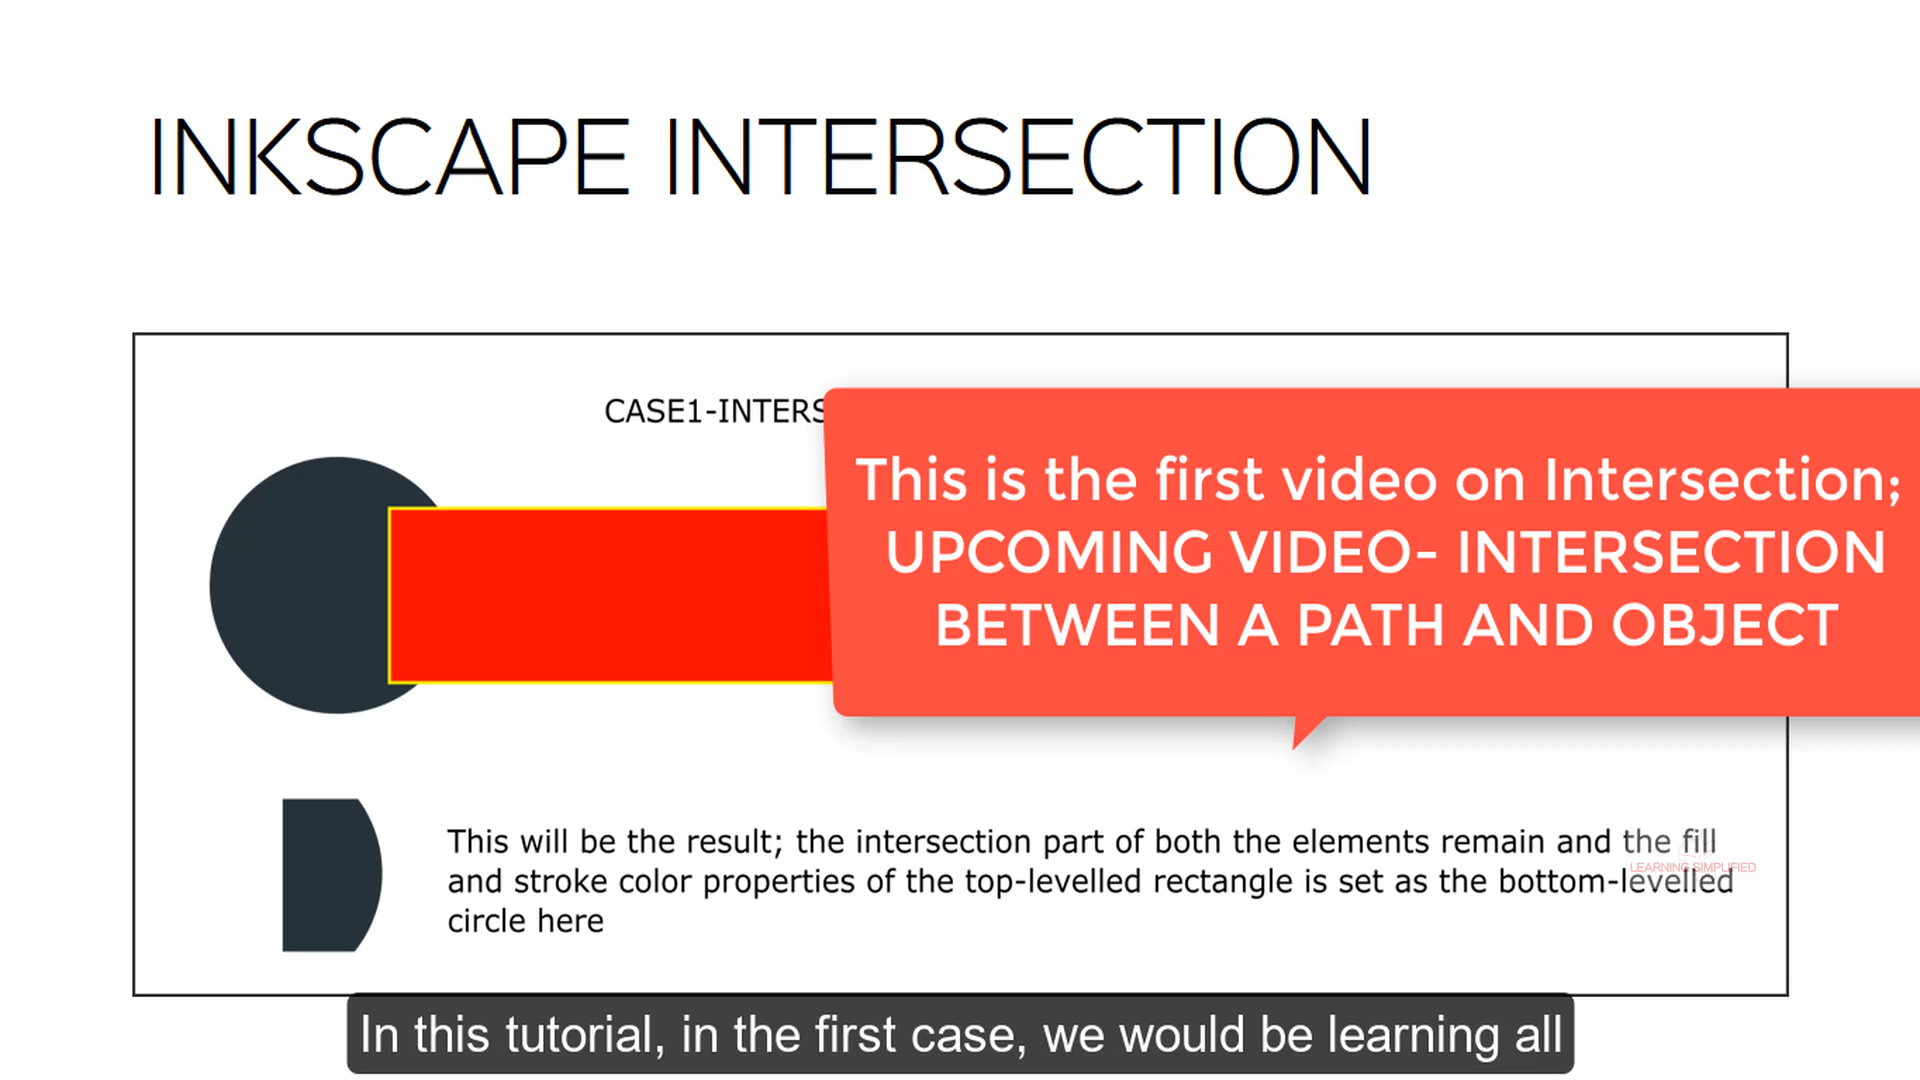 INKSCAPE INTERSECTION
CASE1-INTERS
This is the first video on Intersection;
UPCOMING VIDEO- INTERSECTION
BETWEEN A PATH AND OBJECT
This will be the result; the intersection part of both the elements remain and the fill
LEARNING SIMPLIFIED
and stroke color properties of the top-levelled rectangle is set as the bottom-levelled
circle here
In this tutorial, in the first case, we would be learning all